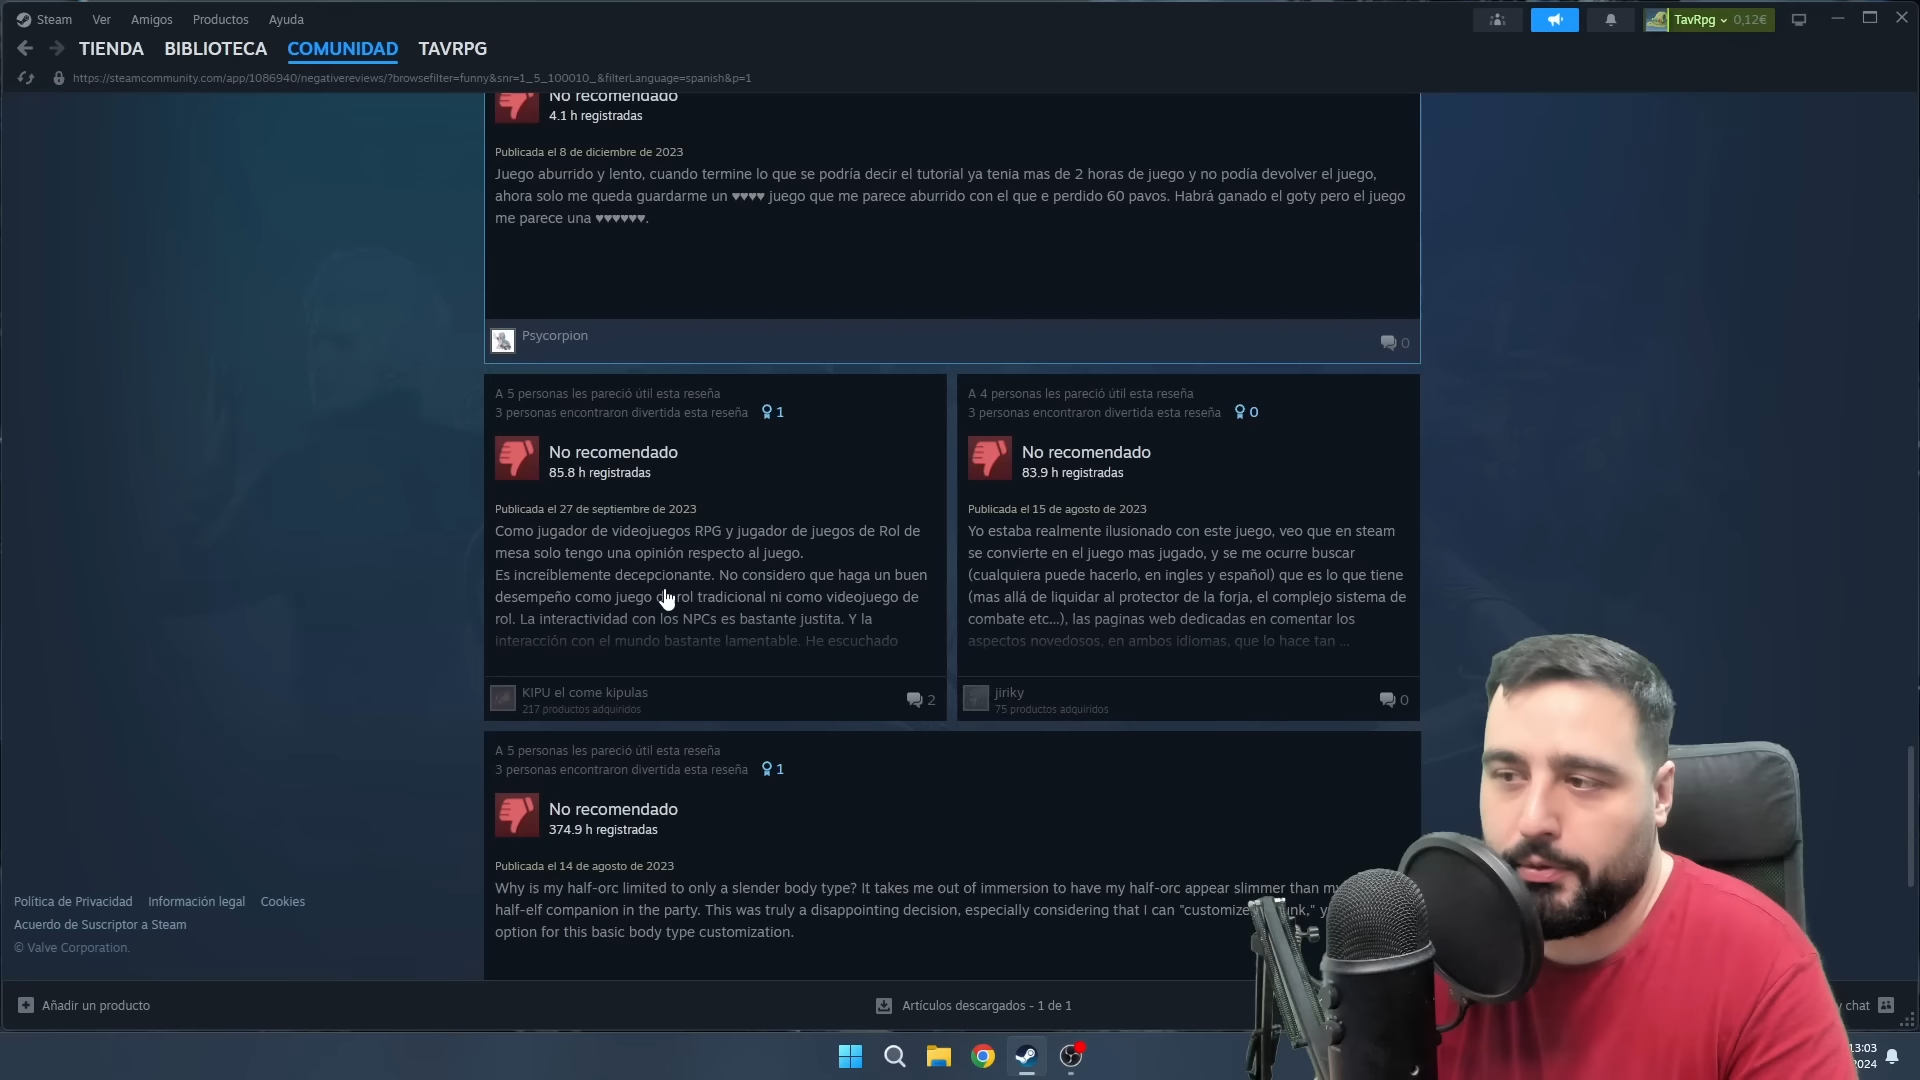 Steam Ver Amigos Productos Ayuda
TavRpg 0,12€
TIENDA BIBLIOTECA COMUNIDAD TAVRPG
https://steamcommunity.com/app/1086940/negativereviews/?browsefilter=funny&snr=1_5_100010_&filterLanguage=spanish&p=1
No recomendado
4.1 h registradas
Publicada el 8 de diciembre de 2023
Juego aburrido y lento, cuando termine lo que se podría decir el tutorial ya tenia mas de 2 horas de juego y no podía devolver el juego,
ahora solo me queda guardarme un ♥♥♥♥ juego que me parece aburrido con el que e perdido 60 pavos. Habrá ganado el goty pero el juego
me parece una ♥♥♥♥♥♥.
Psycorpion
0
A 5 personas les pareció útil esta reseña
3 personas encontraron divertida esta reseña 1
No recomendado
85.8 h registradas
Publicada el 27 de septiembre de 2023
Como jugador de videojuegos RPG y jugador de juegos de Rol de
mesa solo tengo una opinión respecto al juego.
Es increíblemente decepcionante. No considero que haga un buen
desempeño como juego de rol tradicional ni como videojuego de
rol. La interactividad con los NPCs es bastante justita. Y la
interacción con el mundo bastante lamentable. He escuchado
KIPU el come kipulas
217 productos adquiridos
2
A 4 personas les pareció útil esta reseña
3 personas encontraron divertida esta reseña 0
No recomendado
83.9 h registradas
Publicada el 15 de agosto de 2023
Yo estaba realmente ilusionado con este juego, veo que en steam
se convierte en el juego mas jugado, y se me ocurre buscar
(cualquiera puede hacerlo, en ingles y español) que es lo que tiene
(mas allá de liquidar al protector de la forja, el complejo sistema de
combate etc...), las paginas web dedicadas en comentar los
aspectos novedosos, en ambos idiomas, que lo hace tan ...
jiriky
75 productos adquiridos
0
A 5 personas les pareció útil esta reseña
3 personas encontraron divertida esta reseña 1
No recomendado
374.9 h registradas
Publicada el 14 de agosto de 2023
Why is my half-orc limited to only a slender body type? It takes me out of immersion to have my half-orc appear slimmer than my
half-elf companion in the party. This was truly a disappointing decision, especially considering that I can "customize
option for this basic body type customization.
Política de Privacidad Información legal Cookies
Acuerdo de Suscriptor a Steam
© Valve Corporation.
Añadir un producto
Artículos descargados - 1 de 1
y chat
13:03
2024